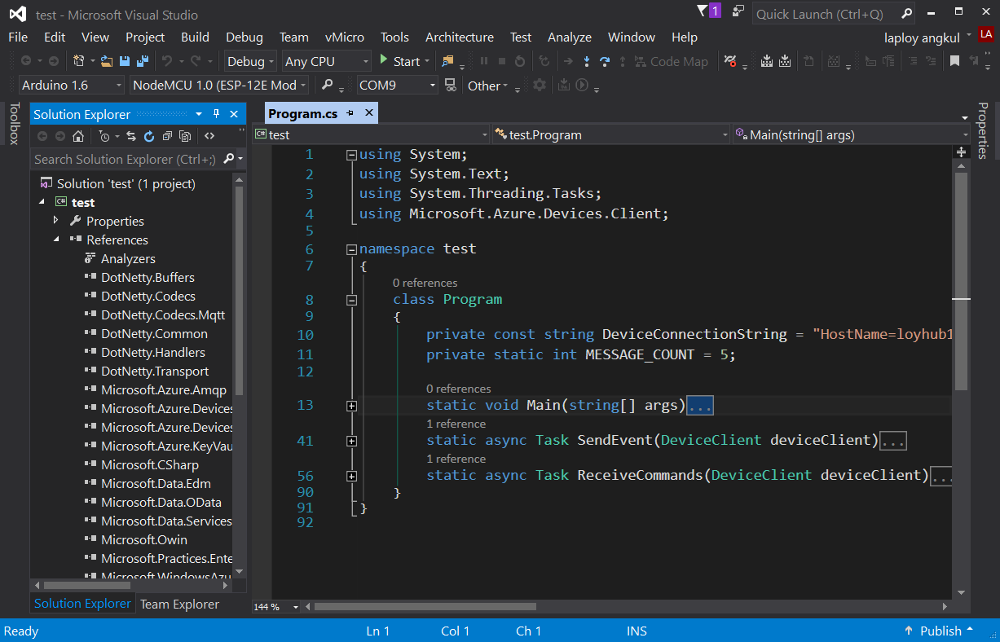 test - Microsoft Visual Studio
1
Quick Launch (Ctrl+Q)
File Edit View Project Build Debug Team vMicro Tools Architecture Test Analyze Window Help
laploy angkul LA
Debug Any CPU Start Code Map
Arduino 1.6 NodeMCU 1.0 (ESP-12E Mod COM9 Other
Toolbox
Solution Explorer
Search Solution Explorer (Ctrl+;)
Solution 'test' (1 project)
C# test
Properties
References
Analyzers
DotNetty.Buffers
DotNetty.Codecs
DotNetty.Codecs.Mqtt
DotNetty.Common
DotNetty.Handlers
DotNetty.Transport
Microsoft.Azure.Amqp
Microsoft.Azure.Devices
Microsoft.Azure.Devices
Microsoft.Azure.KeyVau
Microsoft.CSharp
Microsoft.Data.Edm
Microsoft.Data.OData
Microsoft.Data.Services
Microsoft.Owin
Microsoft.Practices.Ente
Microsoft.WindowsAzu
Solution Explorer Team Explorer
Program.cs
C# test test.Program Main(string[] args)
1 using System;
2 using System.Text;
3 using System.Threading.Tasks;
4 using Microsoft.Azure.Devices.Client;
5
6 namespace test
7 {
0 references
8 class Program
9 {
10 private const string DeviceConnectionString = "HostName=loyhub1
11 private static int MESSAGE_COUNT = 5;
12
0 references
13 static void Main(string[] args)...
1 reference
41 static async Task SendEvent(DeviceClient deviceClient)...
1 reference
56 static async Task ReceiveCommands(DeviceClient deviceClient)...
90 }
91 }
92
144 %
Properties
Ready Ln 1 Col 1 Ch 1 INS Publish